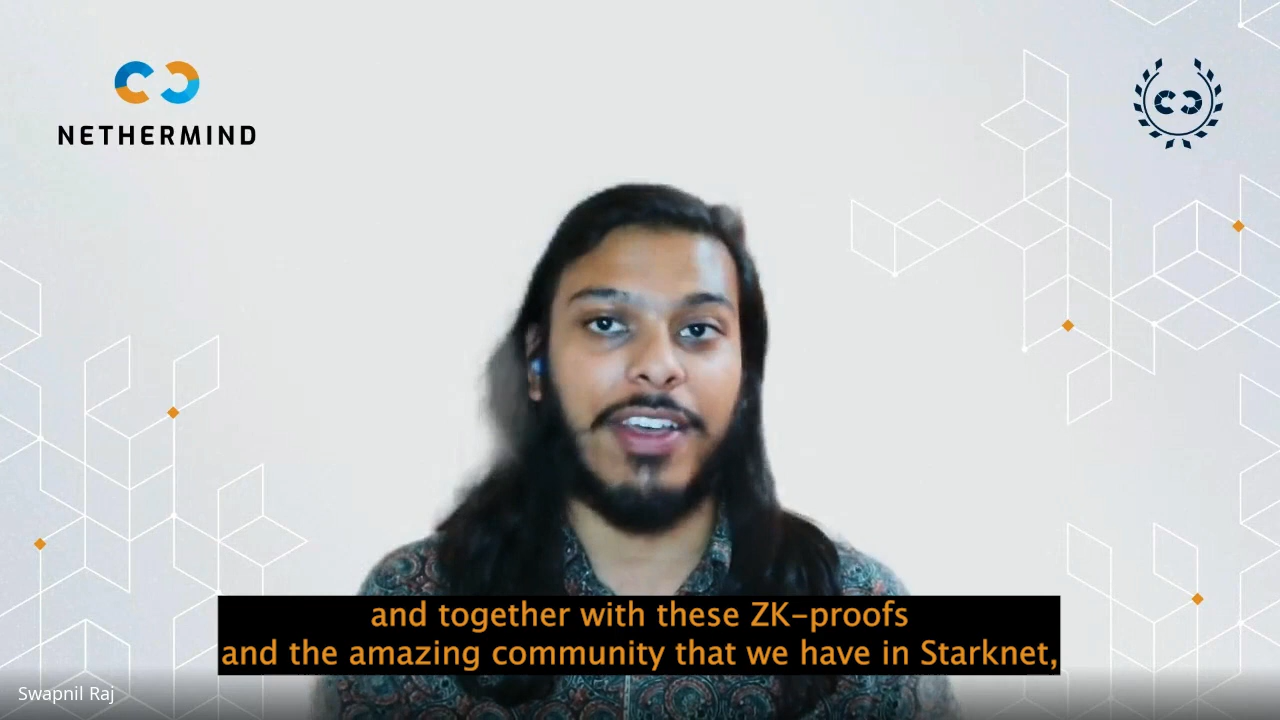 NETHERMIND
and together with these ZK-proofs
and the amazing community that we have in Starknet,
Swapnil Raj